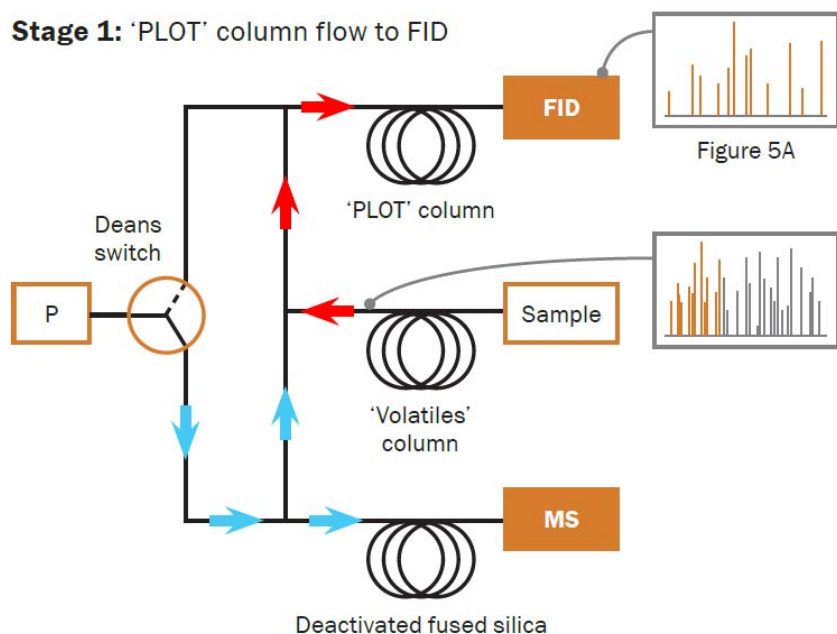 Stage 1: ‘PLOT’ column flow to FID
FID
Figure 5A
‘PLOT’ column
Deans
switch
P
Sample
‘Volatiles’
column
MS
Deactivated fused silica